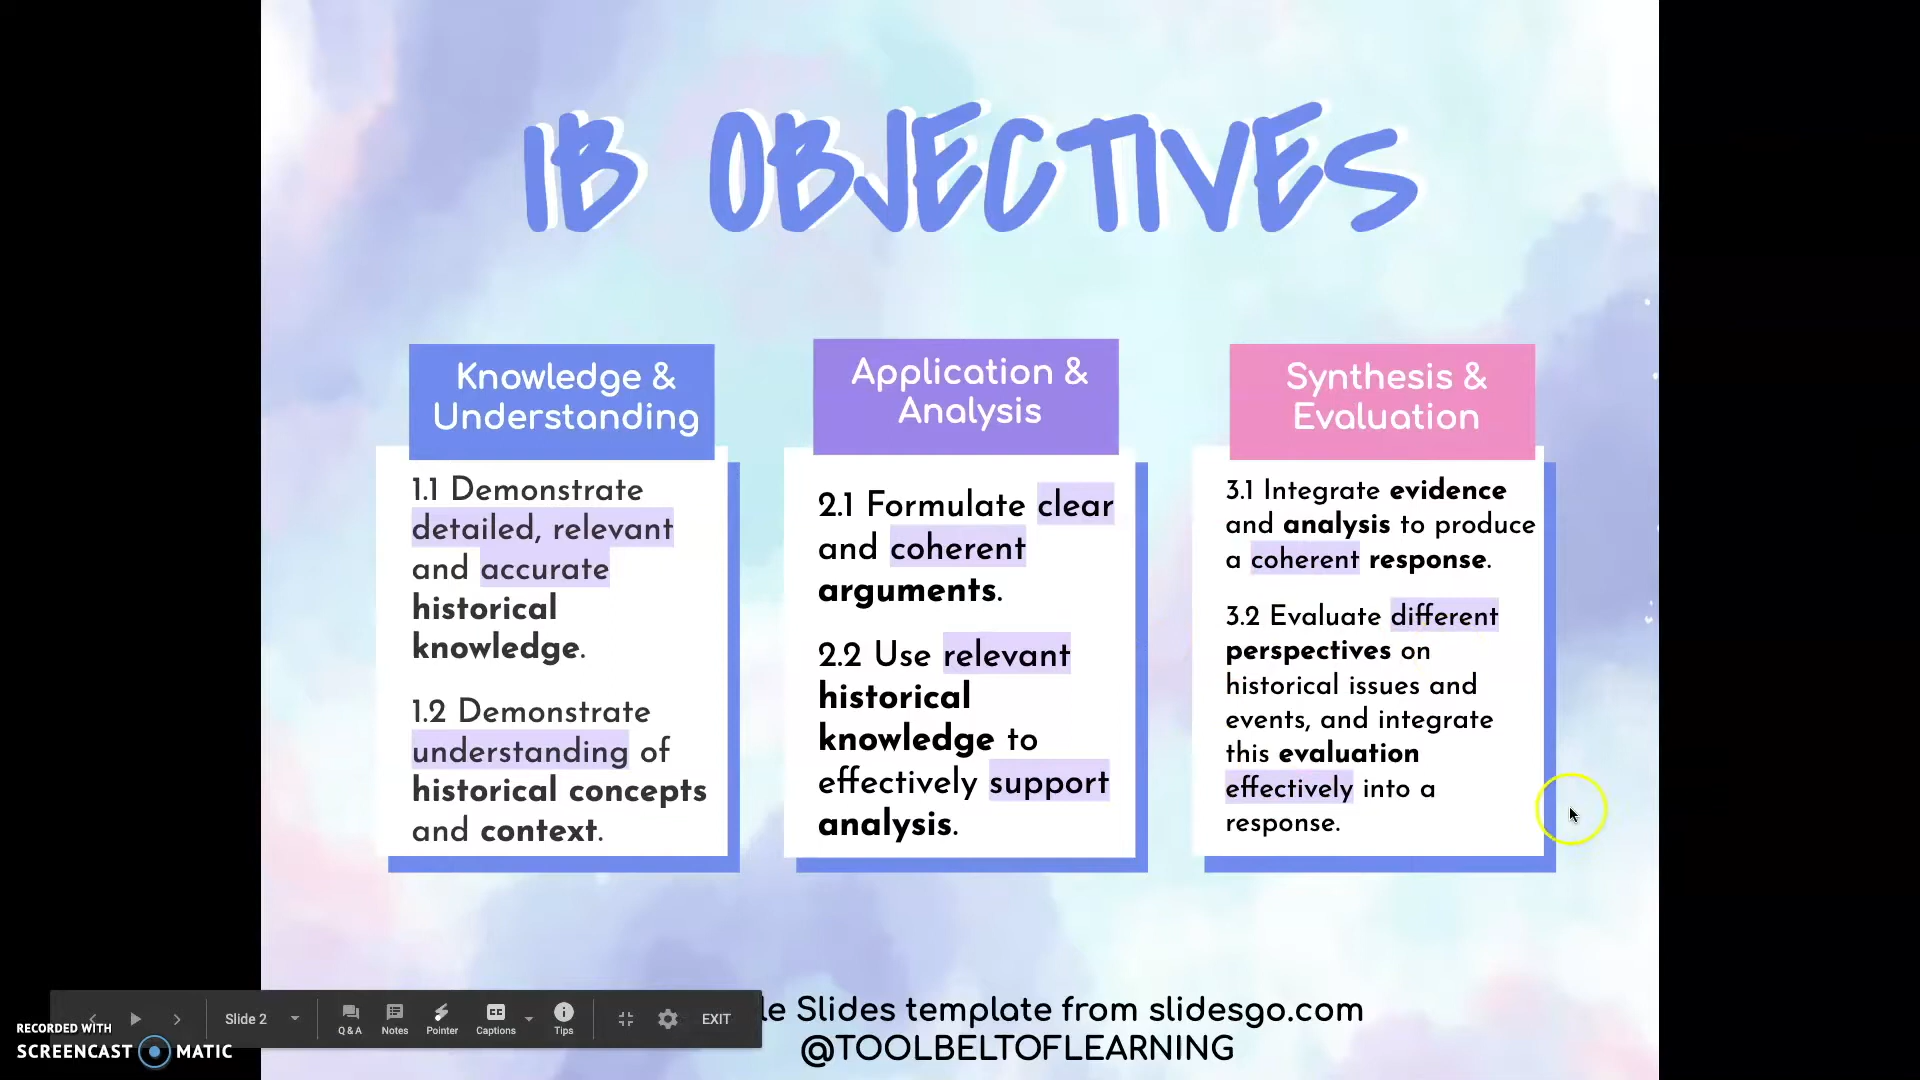 IB OBJECTIVES
Knowledge &
Understanding
1.1 Demonstrate
detailed, relevant
and accurate
historical
knowledge.
1.2 Demonstrate
understanding of
historical concepts
and context.
Application &
Analysis
2.1 Formulate clear
and coherent
arguments.
2.2 Use relevant
historical
knowledge to
effectively support
analysis.
Synthesis &
Evaluation
3.1 Integrate evidence
and analysis to produce
a coherent response.
3.2 Evaluate different
perspectives on
historical issues and
events, and integrate
this evaluation
effectively into a
response.
Slides template from slidesgo.com
@TOOLBELTOFLEARNING
Slide 2
Q & A
Notes
Pointer
Captions
Tips
EXIT
RECORDED WITH
SCREENCAST MATIC